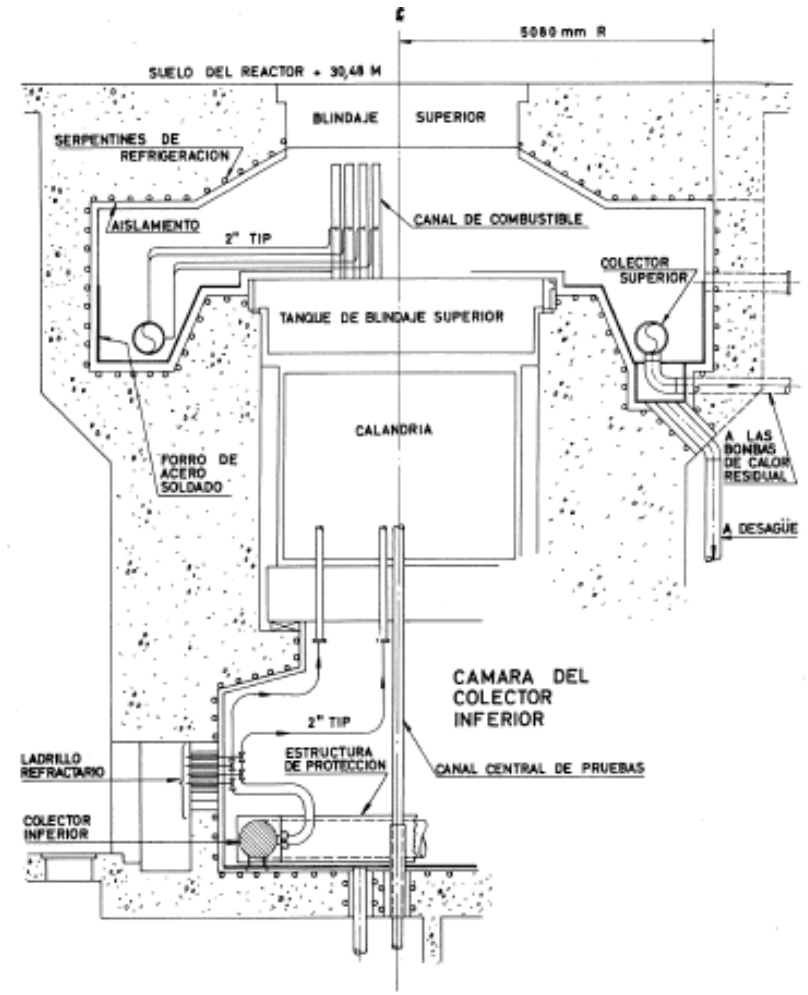 ℄
5080 mm R
SUELO DEL REACTOR + 30,48 M
BLINDAJE SUPERIOR
SERPENTINES DE
REFRIGERACION
AISLAMIENTO
2" TIP
CANAL DE COMBUSTIBLE
COLECTOR
SUPERIOR
TANQUE DE BLINDAJE SUPERIOR
CALANDRIA
FORRO DE
ACERO
SOLDADO
A LAS
BOMBAS
DE CALOR
RESIDUAL
A DESAGÜE
CAMARA DEL
COLECTOR
INFERIOR
2" TIP
ESTRUCTURA
DE PROTECCIÓN
LADRILLO
REFRACTARIO
CANAL CENTRAL DE PRUEBAS
COLECTOR
INFERIOR